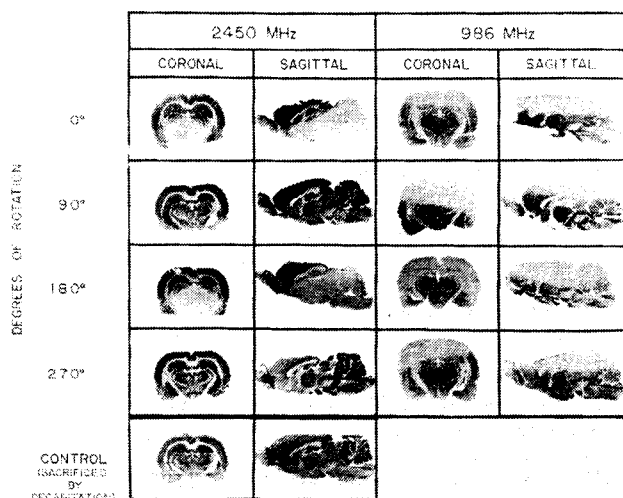 2450 MHz 986 MHz
CORONAL SAGITTAL CORONAL SAGITTAL
0°
90°
180°
270°
DEGREES OF ROTATION
CONTROL
(SACRIFICED
BY
DECAPITATION)